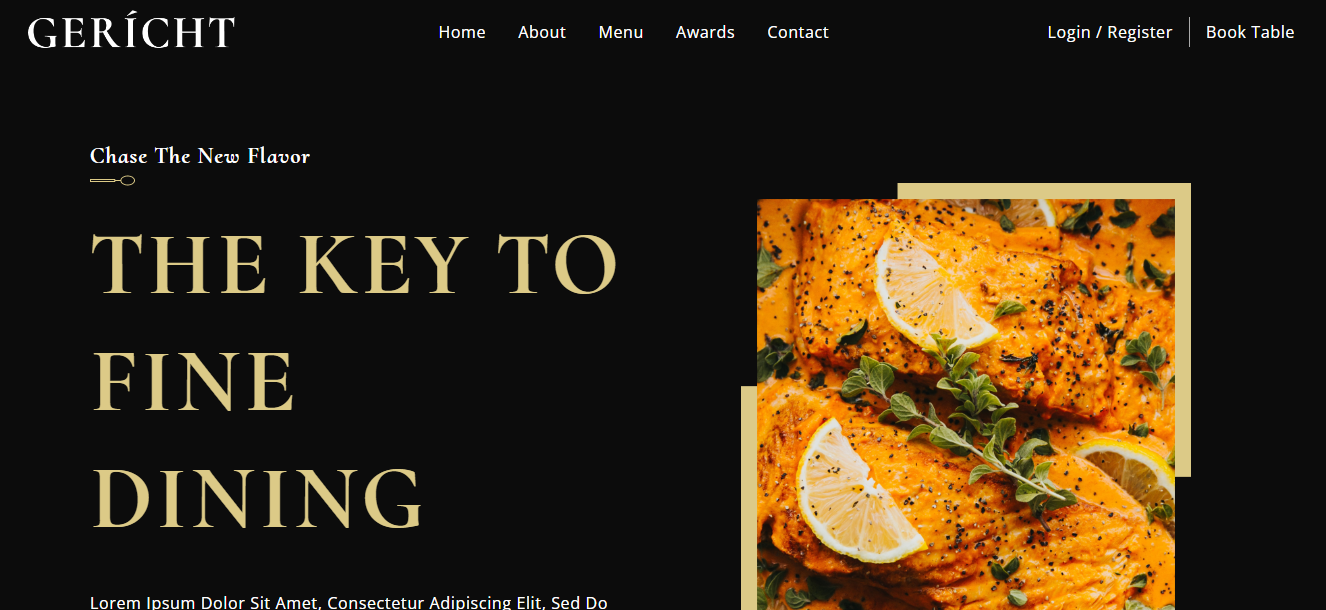 GERÍCHT
Home About Menu Awards Contact
Login / Register Book Table
Chase The New Flavor
THE KEY TO
FINE
DINING
Lorem Ipsum Dolor Sit Amet, Consectetur Adipiscing Elit, Sed Do